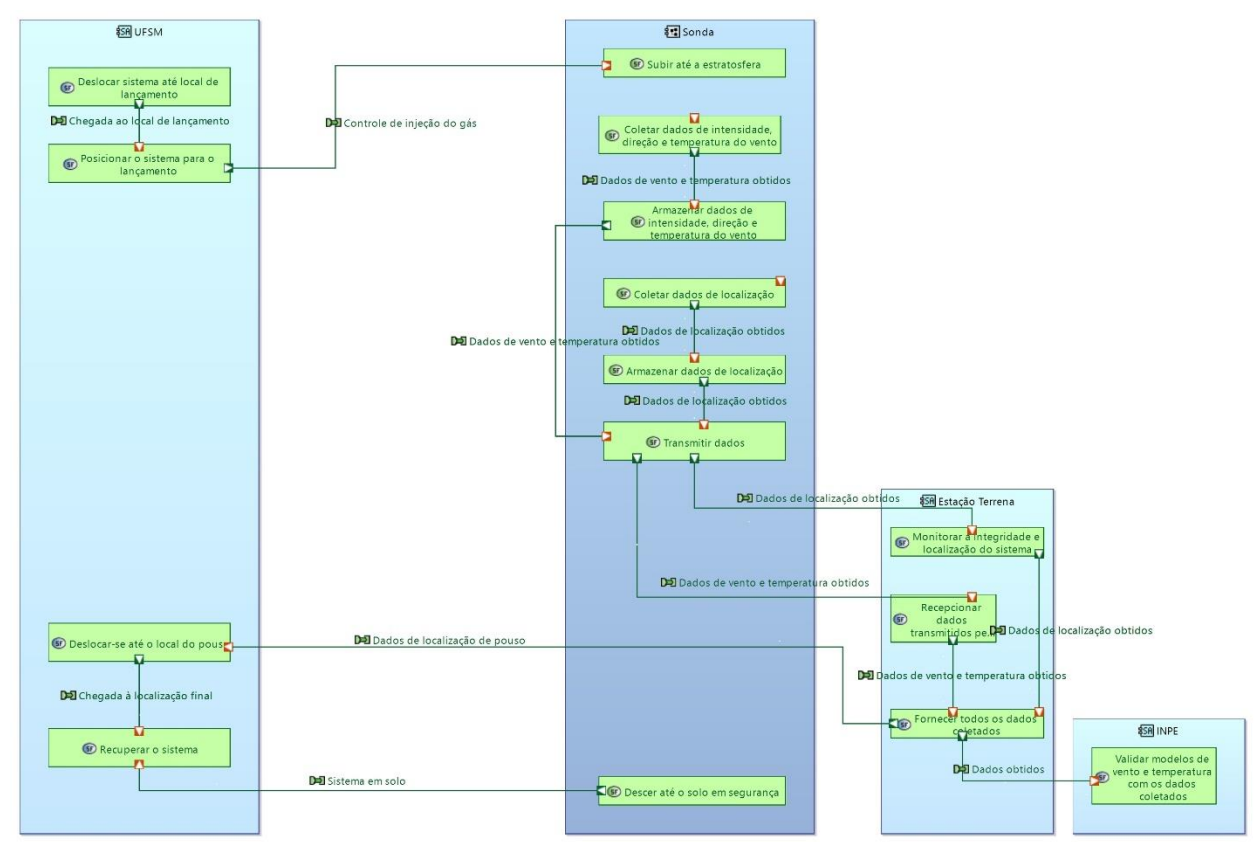 UFSM
Deslocar sistema até local de
lançamento
Chegada ao local de lançamento
Posicionar o sistema para o
lançamento
Controle de injeção do gás
Deslocar-se até o local do pous
Chegada à localização final
Recuperar o sistema
Dados de localização de pouso
Sistema em solo
Sonda
Subir até a estratosfera
Coletar dados de intensidade,
direção e temperatura do vento
Dados de vento e temperatura obtidos
Armazenar dados de
intensidade, direção e
temperatura do vento
Coletar dados de localização
Dados de localização obtidos
Dados de vento e temperatura obtidos
Armazenar dados de localização
Dados de localização obtidos
Transmitir dados
Dados de localização obtidos
Dados de vento e temperatura obtidos
Descer até o solo em segurança
Estação Terrena
Monitorar a integridade e
localização do sistema
Recepcionar
dados
transmitidos pe...
Dados de localização obtidos
Dados de vento e temperatura obtidos
Fornecer todos os dados
coletados
Dados obtidos
INPE
Validar modelos de
vento e temperatura
com os dados
coletados